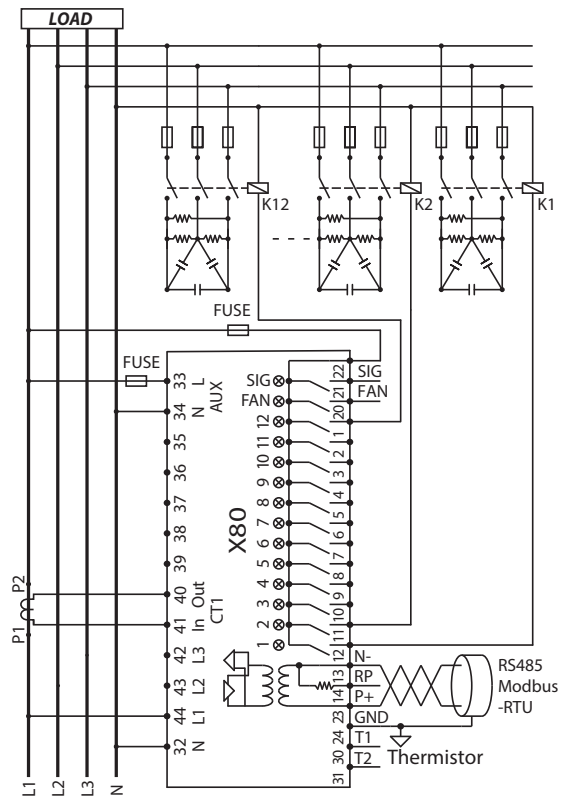 LOAD
K12
K2
K1
FUSE
FUSE
33 L
34 N
AUX
35
36
37
38
39
40 Out
41 In
CT1
42 L3
43 L2
44 L1
32 N
P2
P1
X80
SIG
FAN
12
11
10
9
8
7
6
5
4
3
2
1
22 SIG
21 FAN
20
1
2
3
4
5
6
7
8
9
10
11
12 N-
13 RP
14 P+
23 GND
24 T1
30 T2
31
RS485
Modbus
-RTU
Thermistor
L1
L2
L3
N